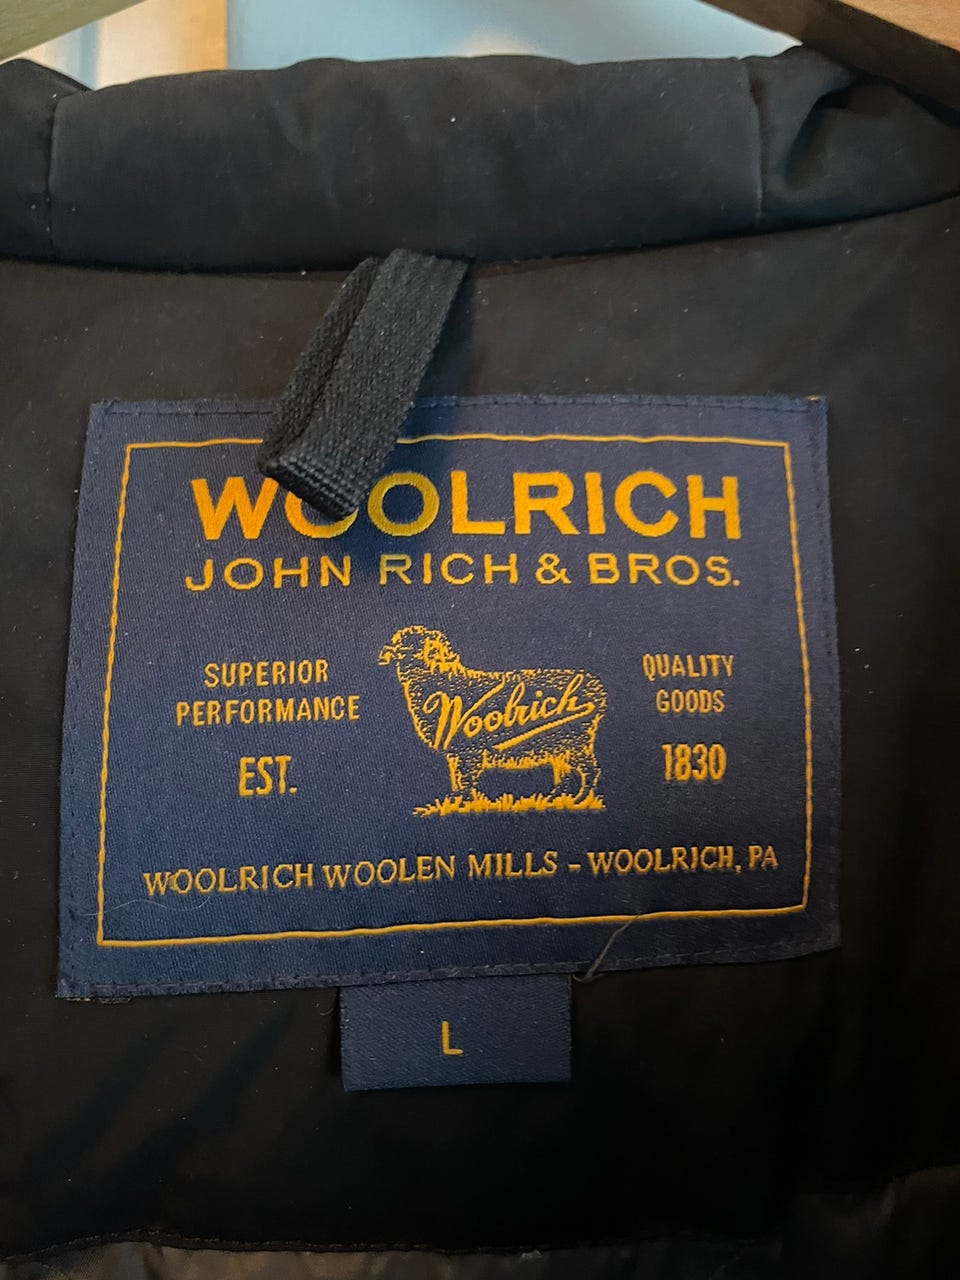 WOOLRICH
JOHN RICH & BROS.
SUPERIOR
PERFORMANCE
EST.
Woolrich
QUALITY
GOODS
1830
WOOLRICH WOOLEN MILLS - WOOLRICH, PA
L